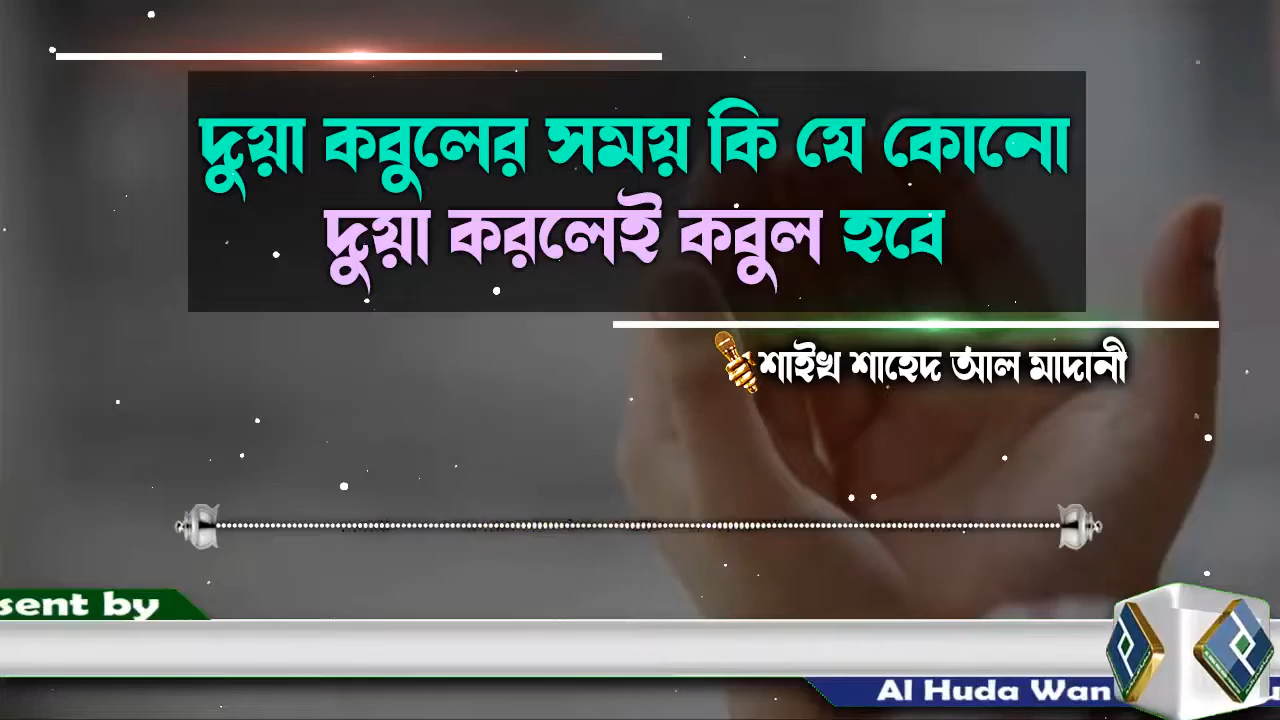 দুয়া কবুলের সময় কি যে কোনো
দুয়া করলেই কবুল হবে
শাইখ শাহেদ আল মাদানী
sent by
Al Huda Wan